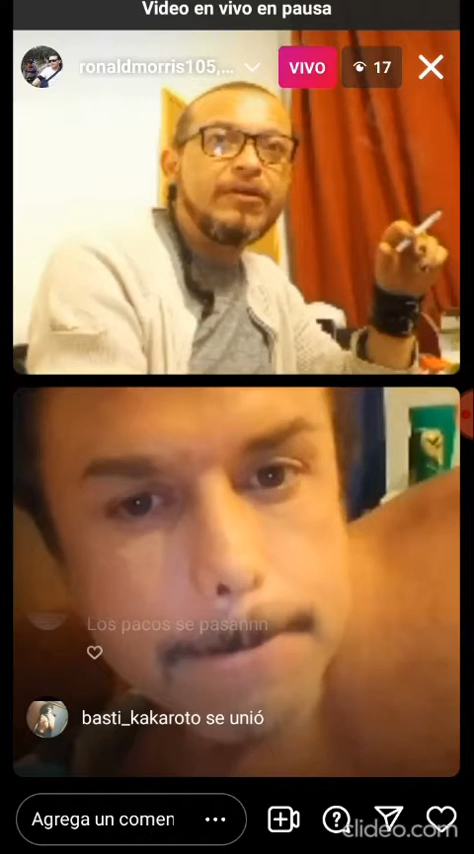 Video en vivo en pausa
ronaldmorris105,...
VIVO
17
Los pacos se pasannn
basti_kakaroto se unió
Agrega un comen
clideo.com